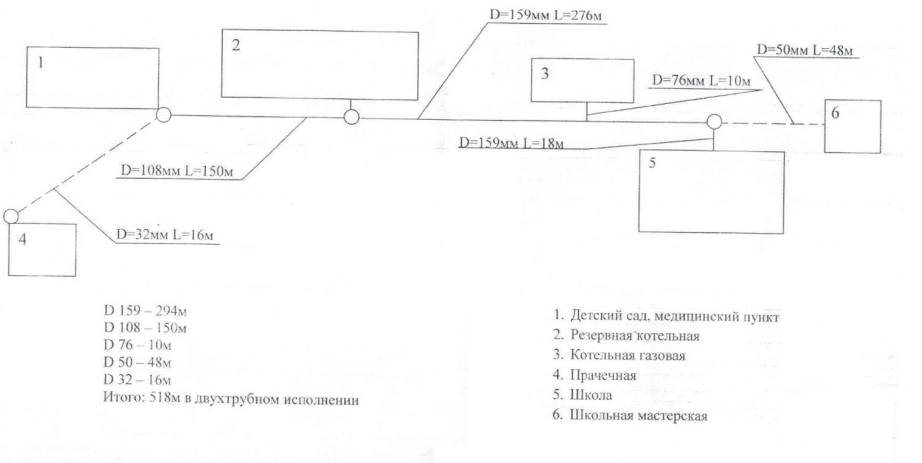 D=159мм L=276м
2
D=50мм L=48м
1
3
D=76мм L=10м
6
D=159мм L=18м
5
D=108мм L=150м
4
D=32мм L=16м
D 159 – 294м
D 108 – 150м
D 76 – 10м
D 50 – 48м
D 32 – 16м
Итого: 518м в двухтрубном исполнении
1. Детский сад, медицинский пункт
2. Резервная котельная
3. Котельная газовая
4. Прачечная
5. Школа
6. Школьная мастерская